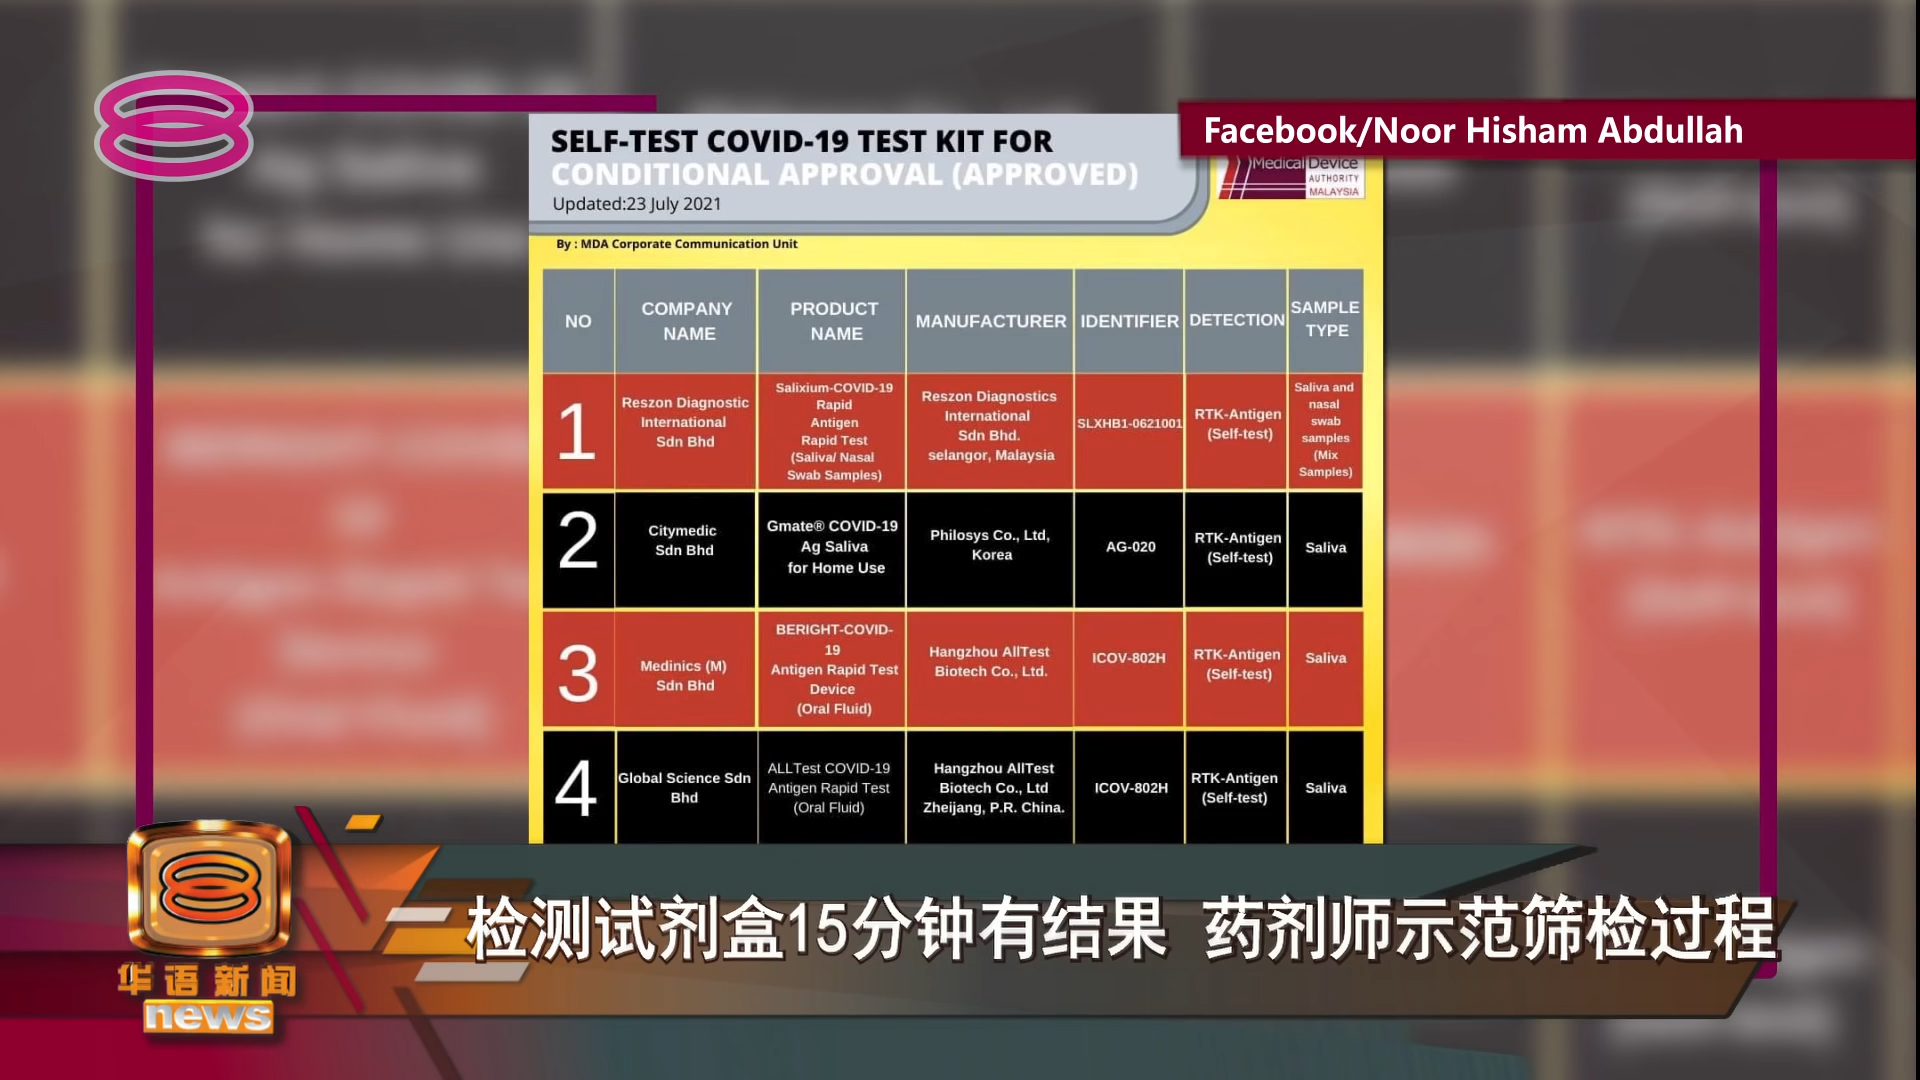 Facebook/Noor Hisham Abdullah
SELF-TEST COVID-19 TEST KIT FOR
CONDITIONAL APPROVAL (APPROVED)
Updated:23 July 2021
Medical Device
AUTHORITY
MALAYSIA
By : MDA Corporate Communication Unit
NO
COMPANY
NAME
PRODUCT
NAME
MANUFACTURER
IDENTIFIER
DETECTION
SAMPLE
TYPE
1
Reszon Diagnostic
International
Sdn Bhd
Salixium-COVID-19
Rapid
Antigen
Rapid Test
(Saliva/ Nasal
Swab Samples)
Reszon Diagnostics
International
Sdn Bhd.
selangor, Malaysia
SLXHB1-0621001
RTK-Antigen
(Self-test)
Saliva and
nasal
swab
samples
(Mix
Samples)
2
Citymedic
Sdn Bhd
Gmate® COVID-19
Ag Saliva
for Home Use
Philosys Co., Ltd,
Korea
AG-020
RTK-Antigen
(Self-test)
Saliva
3
Medinics (M)
Sdn Bhd
BERIGHT-COVID-
19
Antigen Rapid Test
Device
(Oral Fluid)
Hangzhou AllTest
Biotech Co., Ltd.
ICOV-802H
RTK-Antigen
(Self-test)
Saliva
4
Global Science Sdn
Bhd
ALLTest COVID-19
Antigen Rapid Test
(Oral Fluid)
Hangzhou AllTest
Biotech Co., Ltd
Zheijang, P.R. China.
ICOV-802H
RTK-Antigen
(Self-test)
Saliva
检测试剂盒15分钟有结果 药剂师示范筛检过程
华语新闻
news